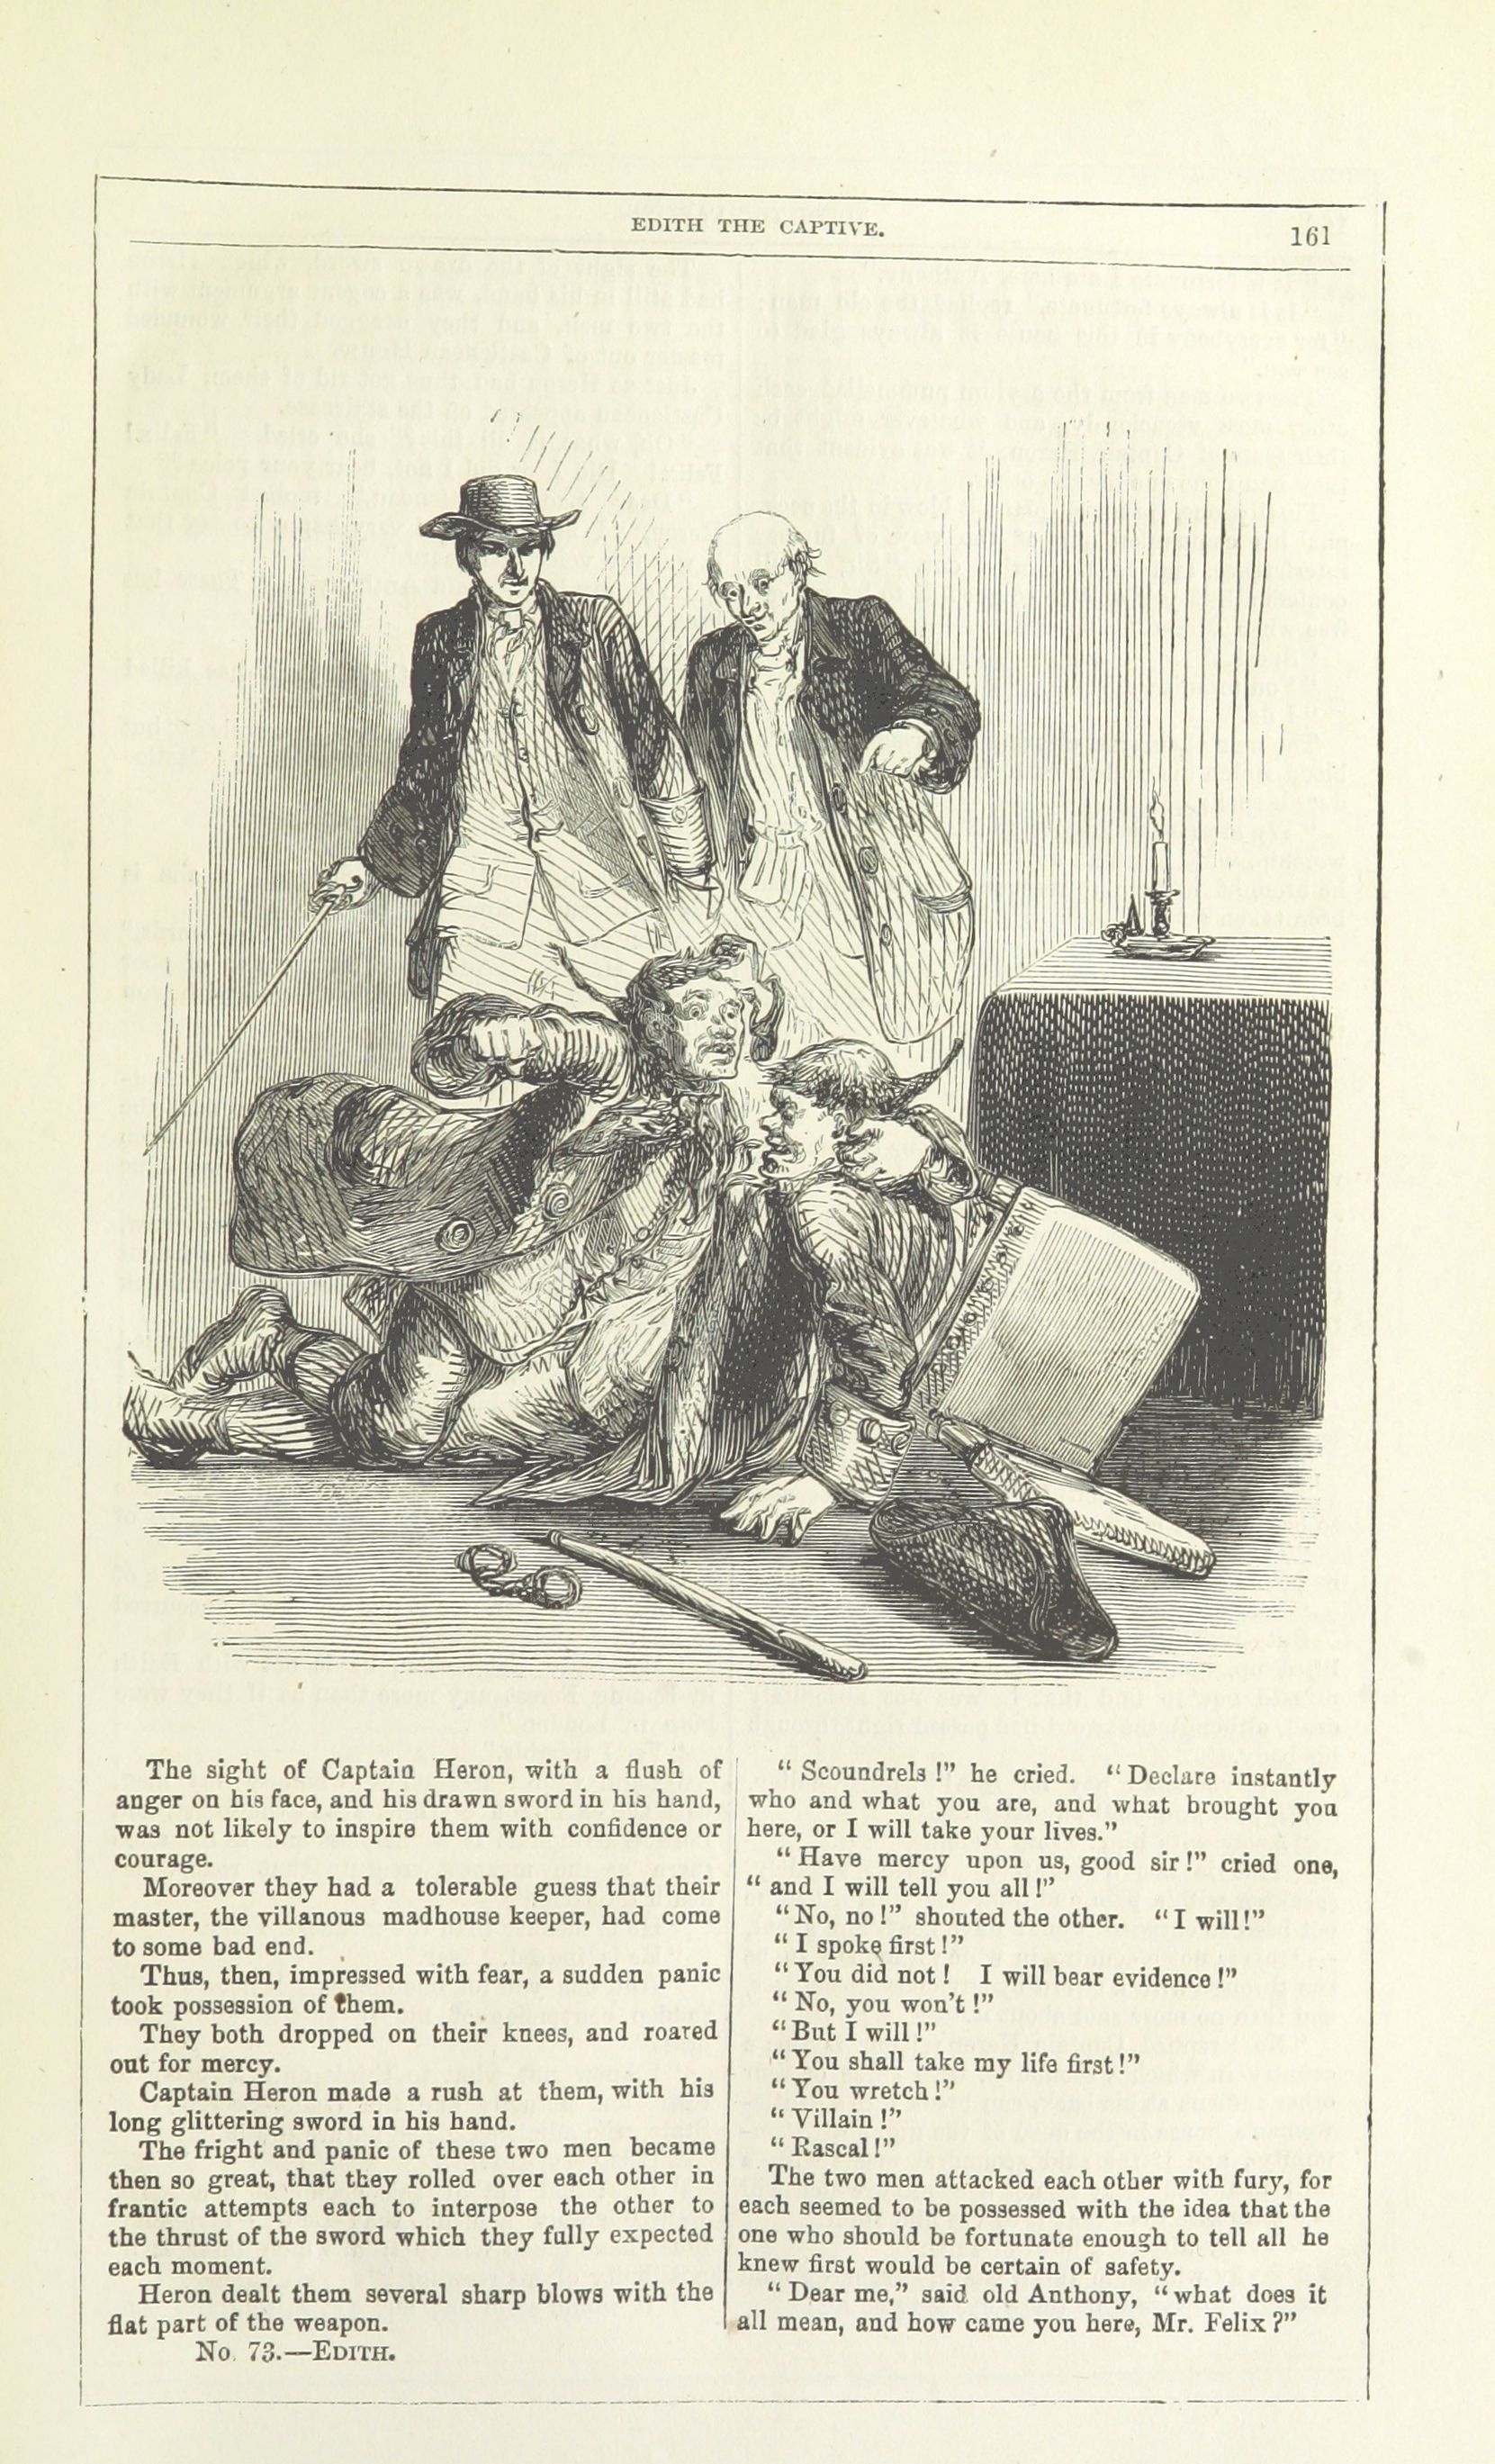 EDITH THE CAPTIVE.
161
The sight of Captain Heron, with a flush of
anger on his face, and his drawn sword in his hand,
was not likely to inspire them with confidence or
courage.
Moreover they had a tolerable guess that their
master, the villanous madhouse keeper, had come
to some bad end.
Thus, then, impressed with fear, a sudden panic
took possession of them.
They both dropped on their knees, and roared
out for mercy.
Captain Heron made a rush at them, with his
long glittering sword in his hand.
The fright and panic of these two men became
then so great, that they rolled over each other in
frantic attempts each to interpose the other to
the thrust of the sword which they fully expected
each moment.
Heron dealt them several sharp blows with the
flat part of the weapon.
No. 73.—EDITH.
“Scoundrels!” he cried. “Declare instantly
who and what you are, and what brought you
here, or I will take your lives.”
“Have mercy upon us, good sir!” cried one,
“and I will tell you all!”
“No, no!” shouted the other. “I will!”
“I spoke first!”
“You did not! I will bear evidence!”
“No, you won't!”
“But I will!”
“You shall take my life first!”
“You wretch!”
“Villain!”
“Rascal!”
The two men attacked each other with fury, for
each seemed to be possessed with the idea that the
one who should be fortunate enough to tell all he
knew first would be certain of safety.
“Dear me,” said old Anthony, “what does it
all mean, and how came you here, Mr. Felix?”